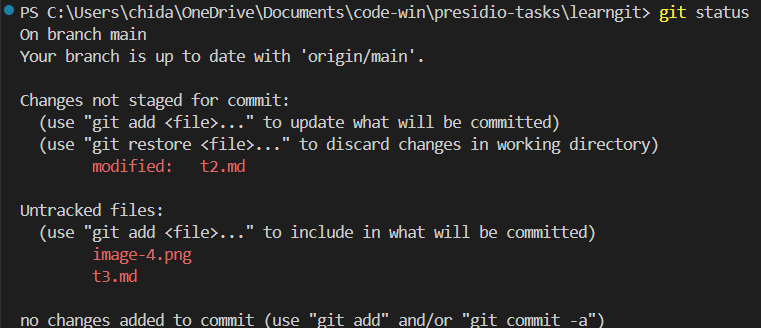 PS C:\Users\chida\OneDrive\Documents\code-win\presidio-tasks\learngit> git status
On branch main
Your branch is up to date with 'origin/main'.

Changes not staged for commit:
  (use "git add <file>..." to update what will be committed)
  (use "git restore <file>..." to discard changes in working directory)
        modified:   t2.md

Untracked files:
  (use "git add <file>..." to include in what will be committed)
        image-4.png
        t3.md

no changes added to commit (use "git add" and/or "git commit -a")